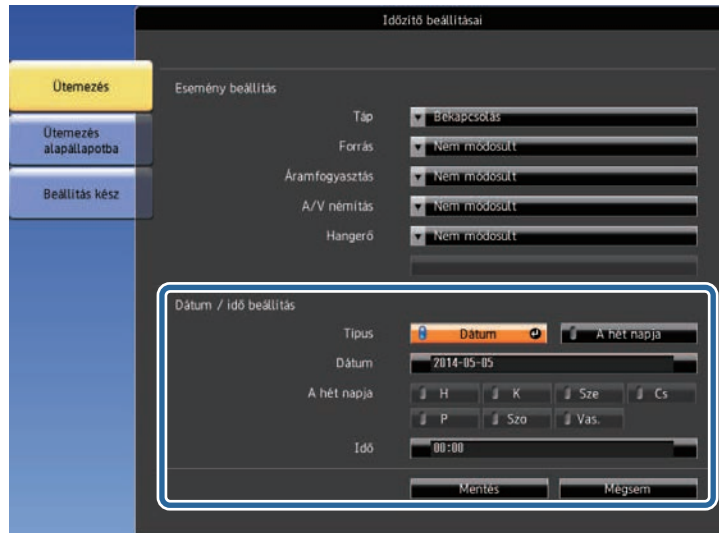 Időzítő beállításai
Ütemezés
Ütemezés
alapállapotba
Beállítás kész
Esemény beállítás
Táp Bekapcsolás
Forrás Nem módosult
Áramfogyasztás Nem módosult
A/V némítás Nem módosult
Hangerő Nem módosult
Dátum / idő beállítás
Típus Dátum A hét napja
Dátum 2014-05-05
A hét napja H K Sze Cs
P Szo Vas.
Idő 00:00
Mentés Mégsem